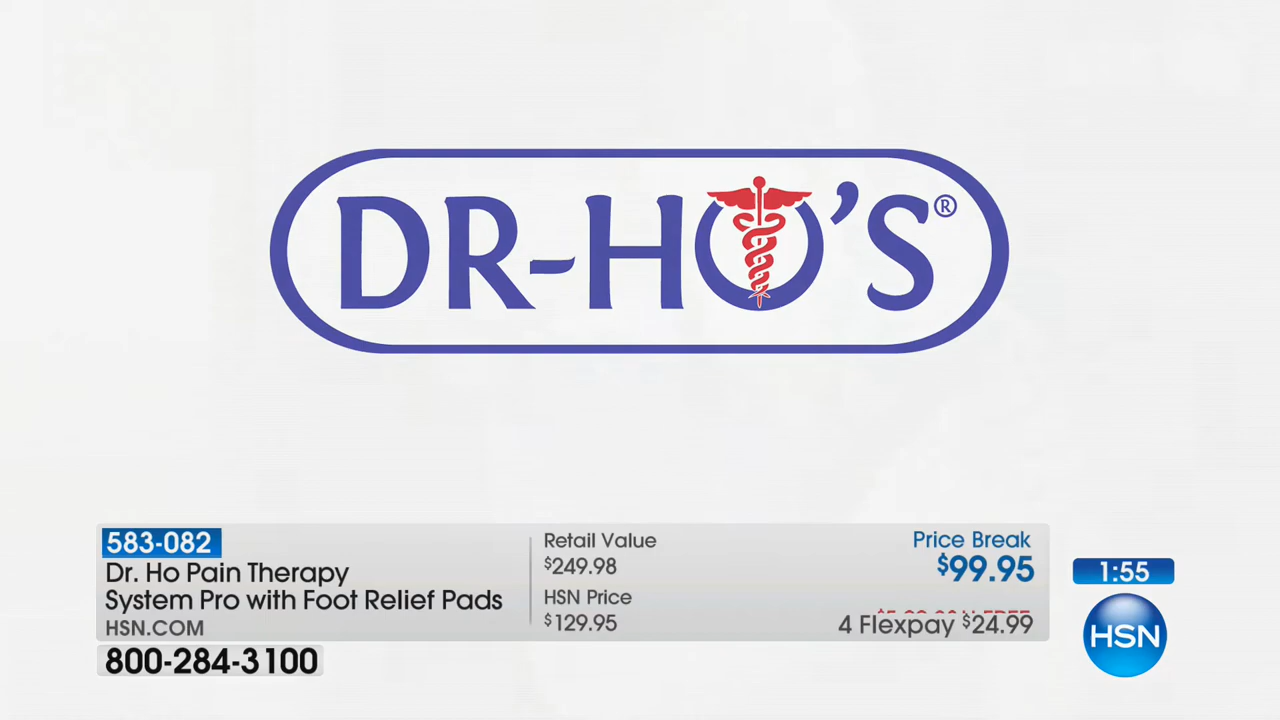 DR-HO'S®
583-082
Dr. Ho Pain Therapy
System Pro with Foot Relief Pads
HSN.COM
800-284-3100
Retail Value
$249.98
HSN Price
$129.95
Price Break
$99.95
4 Flexpay $24.99
1:55
HSN